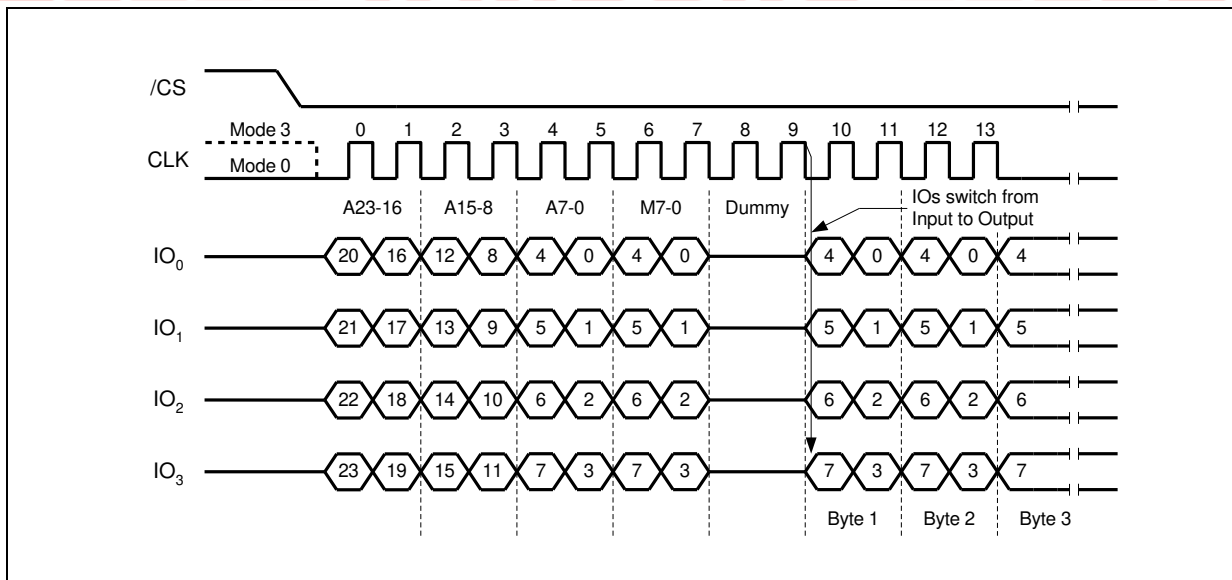 /CS
Mode 3 0 1 2 3 4 5 6 7 8 9 10 11 12 13
CLK
Mode 0
IOs switch from
Input to Output
A23-16 A15-8 A7-0 M7-0 Dummy
IO0 20 16 12 8 4 0 4 0 4 0 4 0 4
IO1 21 17 13 9 5 1 5 1 5 1 5 1 5
IO2 22 18 14 10 6 2 6 2 6 2 6 2 6
IO3 23 19 15 11 7 3 7 3 7 3 7 3 7
Byte 1 Byte 2 Byte 3